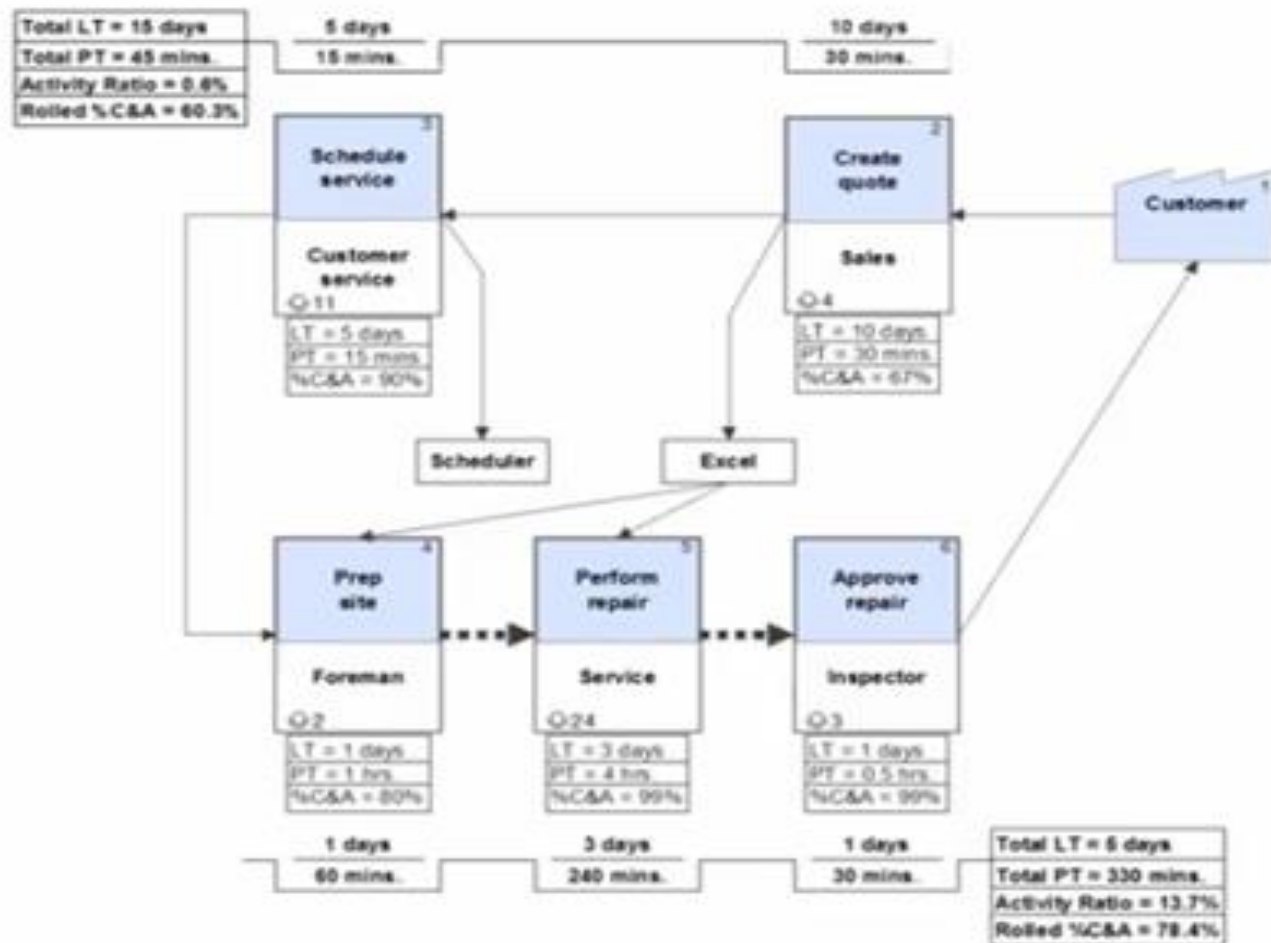 Total LT = 15 days
Total PT = 45 mins.
Activity Ratio = 0.6%
Rolled %C&A = 60.3%
5 days
15 mins.
10 days
30 mins.
3
Schedule
service
Customer
service
11
LT = 5 days
PT = 15 mins.
%C&A = 90%
2
Create
quote
Sales
4
LT = 10 days
PT = 30 mins.
%C&A = 67%
1
Customer
Scheduler
Excel
4
Prep
site
Foreman
2
LT = 1 days
PT = 1 hrs.
%C&A = 80%
5
Perform
repair
Service
24
LT = 3 days
PT = 4 hrs.
%C&A = 99%
6
Approve
repair
Inspector
3
LT = 1 days
PT = 0.5 hrs.
%C&A = 99%
1 days
60 mins.
3 days
240 mins.
1 days
30 mins.
Total LT = 5 days
Total PT = 330 mins.
Activity Ratio = 13.7%
Rolled %C&A = 78.4%